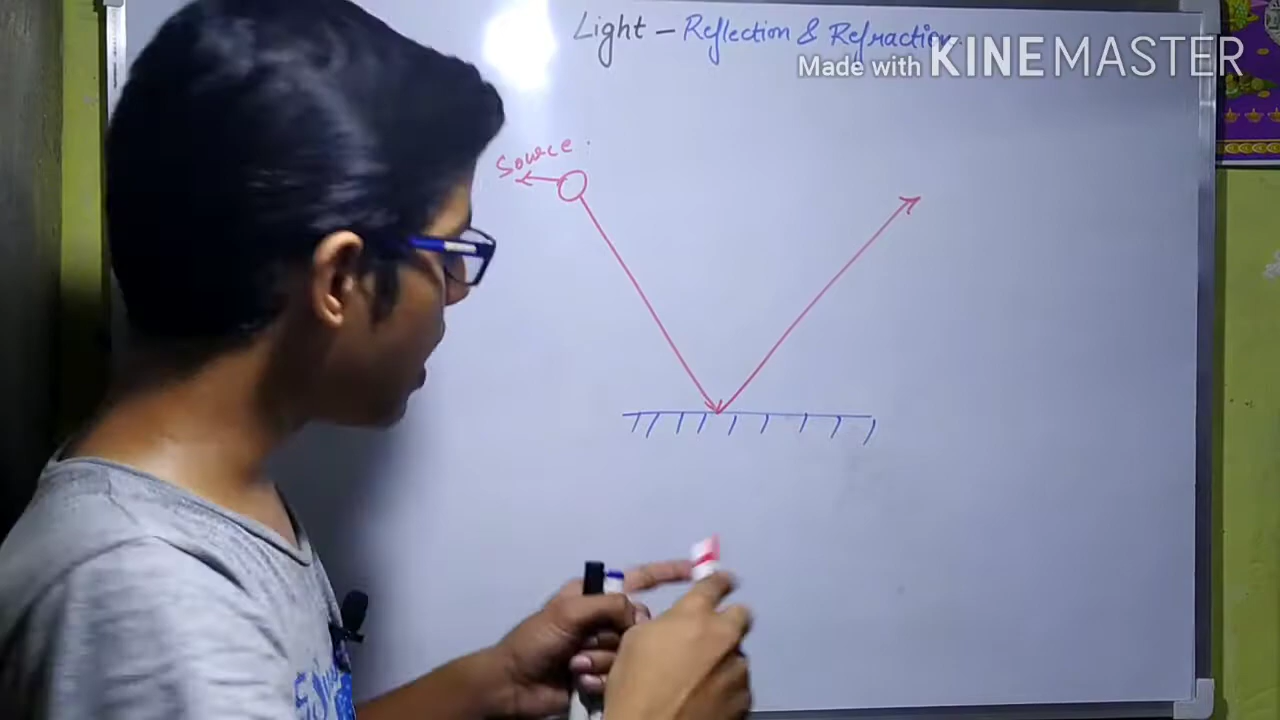 Light – Reflection & Refraction.
Made with KINEMASTER
Source.